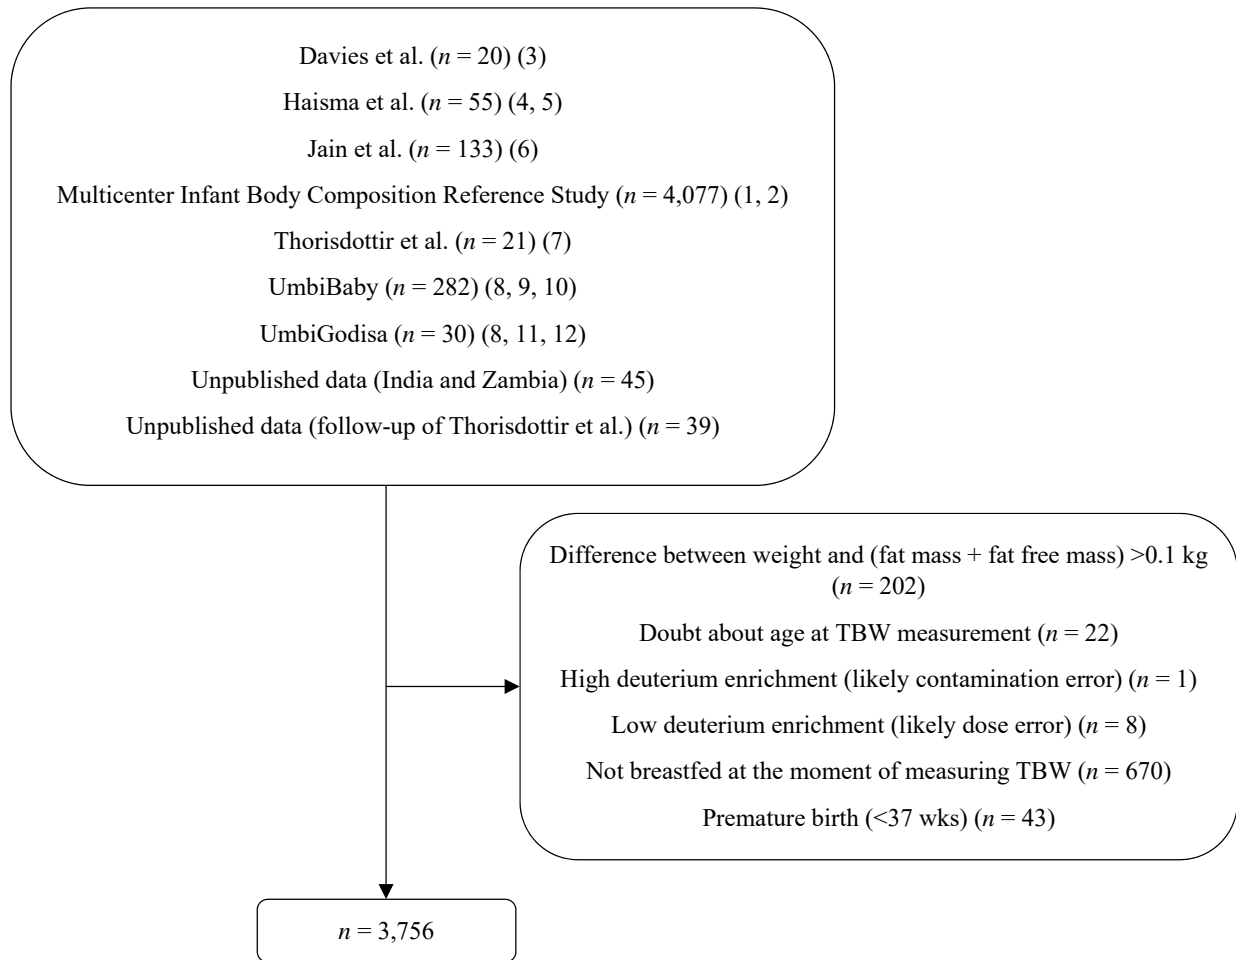 Davies et al. (n = 20) (3)
Haisma et al. (n = 55) (4, 5)
Jain et al. (n = 133) (6)
Multicenter Infant Body Composition Reference Study (n = 4,077) (1, 2)
Thorisdottir et al. (n = 21) (7)
UmbiBaby (n = 282) (8, 9, 10)
UmbiGodisa (n = 30) (8, 11, 12)
Unpublished data (India and Zambia) (n = 45)
Unpublished data (follow-up of Thorisdottir et al.) (n = 39)
Difference between weight and (fat mass + fat free mass) >0.1 kg
(n = 202)
Doubt about age at TBW measurement (n = 22)
High deuterium enrichment (likely contamination error) (n = 1)
Low deuterium enrichment (likely dose error) (n = 8)
Not breastfed at the moment of measuring TBW (n = 670)
Premature birth (<37 wks) (n = 43)
n = 3,756